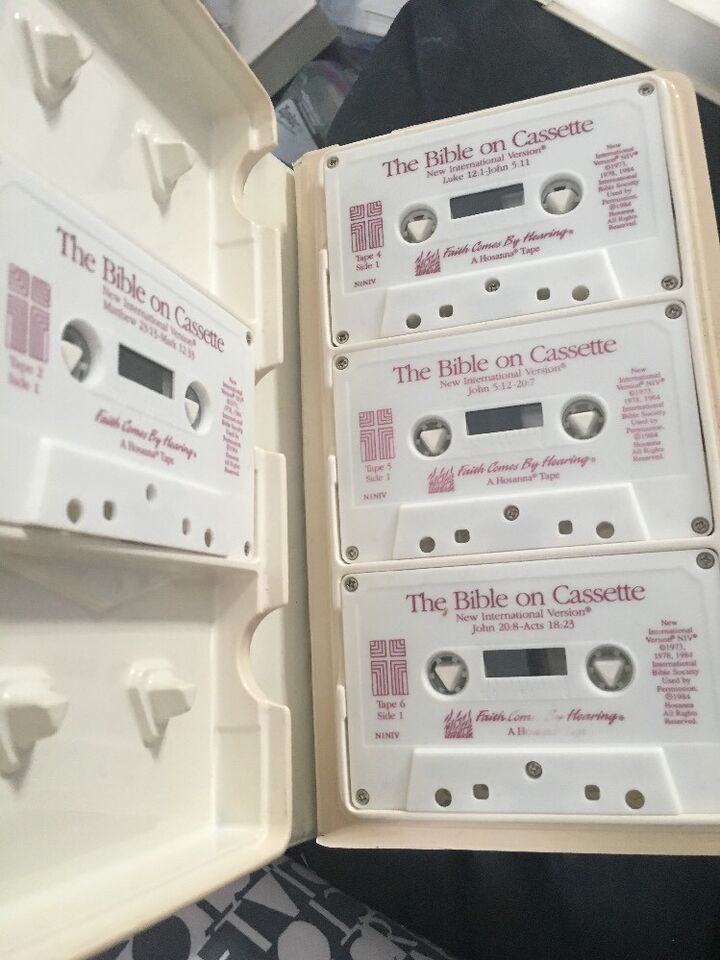 The Bible on Cassette
New International Version®
Matthew 25:15-Mark 12:33
Tape 2
Side 1
Faith Comes By Hearing®
A Hosanna® Tape
The Bible on Cassette
New International Version®
Luke 12:1-John 5:11
Tape 4
Side 1
NINIV
Faith Comes By Hearing®
A Hosanna® Tape
New
International
Version® NIV®
©1973,
1978, 1984
International
Bible Society
Used by
Permission.
℗1984
Hosanna
All Rights
Reserved.
The Bible on Cassette
New International Version®
John 5:12-20:7
Tape 5
Side 1
NINIV
Faith Comes By Hearing®
A Hosanna® Tape
New
International
Version® NIV®
©1973,
1978, 1984
International
Bible Society
Used by
Permission.
℗1984
Hosanna
All Rights
Reserved.
The Bible on Cassette
New International Version®
John 20:8-Acts 18:23
Tape 6
Side 1
NINIV
Faith Com By Hearing®
A H
New
International
Version® NIV®
©1973,
1978, 1984
International
Bible Society
Used by
Permission.
℗1984
Hosanna
All Rights
Reserved.